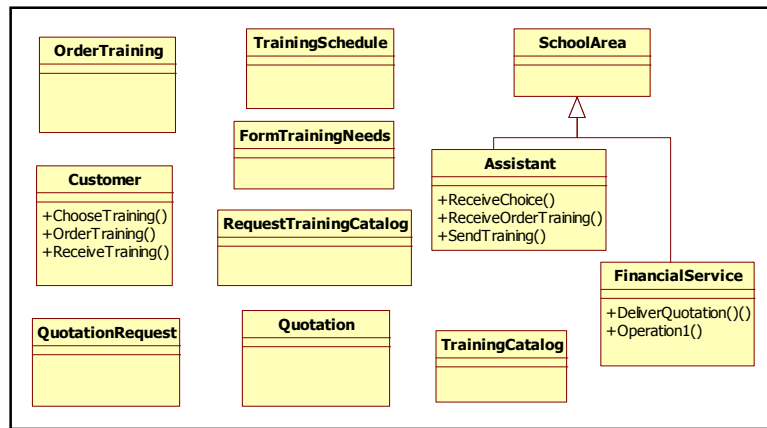 OrderTraining
TrainingSchedule
SchoolArea
FormTrainingNeeds
Customer
+ChooseTraining()
+OrderTraining()
+ReceiveTraining()
Assistant
+ReceiveChoice()
+ReceiveOrderTraining()
+SendTraining()
RequestTrainingCatalog
FinancialService
+DeliverQuotation()()
+Operation1()
QuotationRequest
Quotation
TrainingCatalog